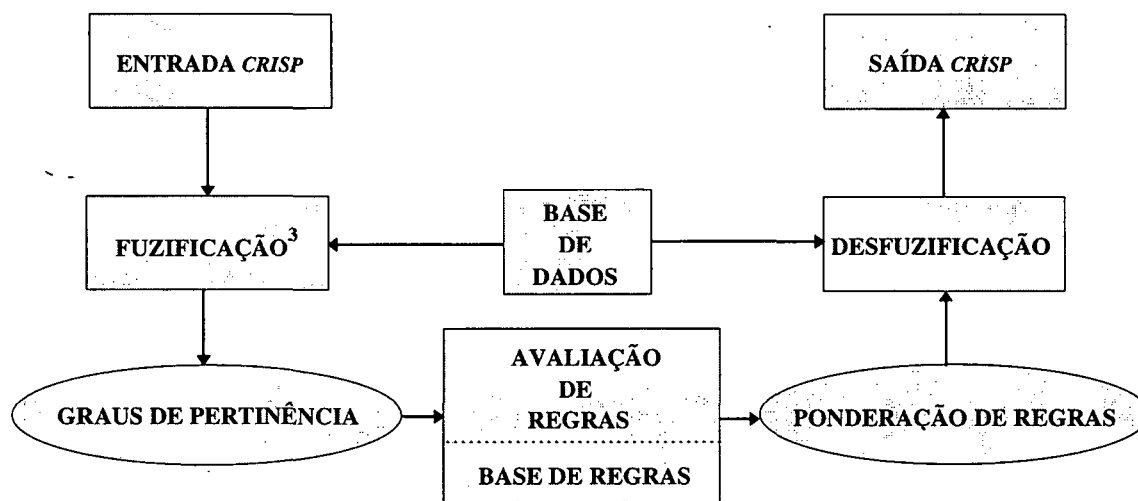 ENTRADA CRISP
SAÍDA CRISP
FUZIFICAÇÃO³
BASE
DE
DADOS
DESFUZIFICAÇÃO
GRAUS DE PERTINÊNCIA
AVALIAÇÃO
DE
REGRAS
BASE DE REGRAS
PONDERAÇÃO DE REGRAS